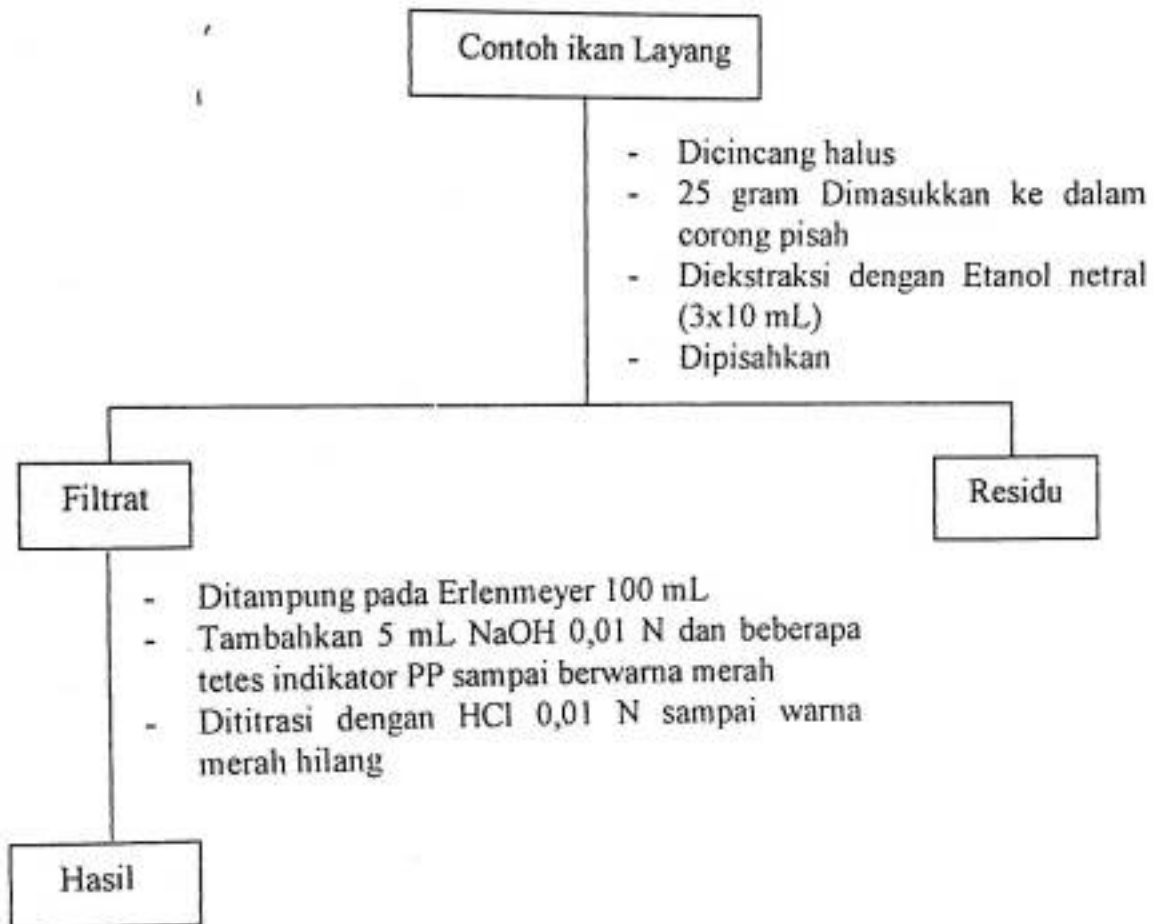 Contoh ikan Layang
- Dicincang halus
- 25 gram Dimasukkan ke dalam
corong pisah
- Diekstraksi dengan Etanol netral
(3x10 mL)
- Dipisahkan
Filtrat
Residu
- Ditampung pada Erlenmeyer 100 mL
- Tambahkan 5 mL NaOH 0,01 N dan beberapa
tetes indikator PP sampai berwarna merah
- Dititrasi dengan HCl 0,01 N sampai warna
merah hilang
Hasil